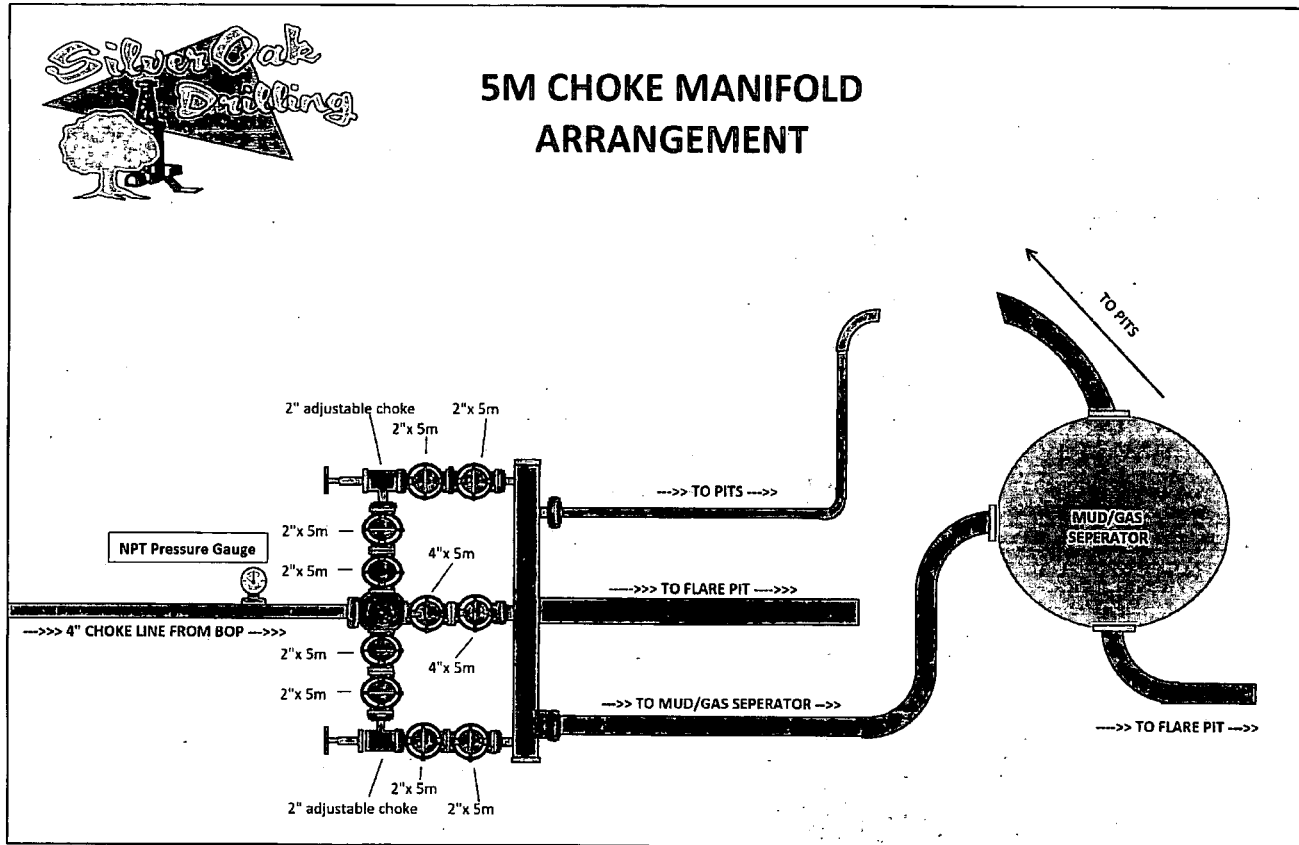 Silver Oak
Drilling
5M CHOKE MANIFOLD
ARRANGEMENT
TO PITS
2" adjustable choke
2"x 5m
2"x 5m
--->> TO PITS --->>
MUD/GAS
SEPERATOR
2"x 5m
NPT Pressure Gauge
4"x 5m
2"x 5m
----->>> TO FLARE PIT ---->>>
--->>> 4" CHOKE LINE FROM BOP --->>>
2"x 5m
4"x 5m
2"x 5m
--->> TO MUD/GAS SEPERATOR -->>
---->> TO FLARE PIT --->>
2"x 5m
2" adjustable choke
2"x 5m